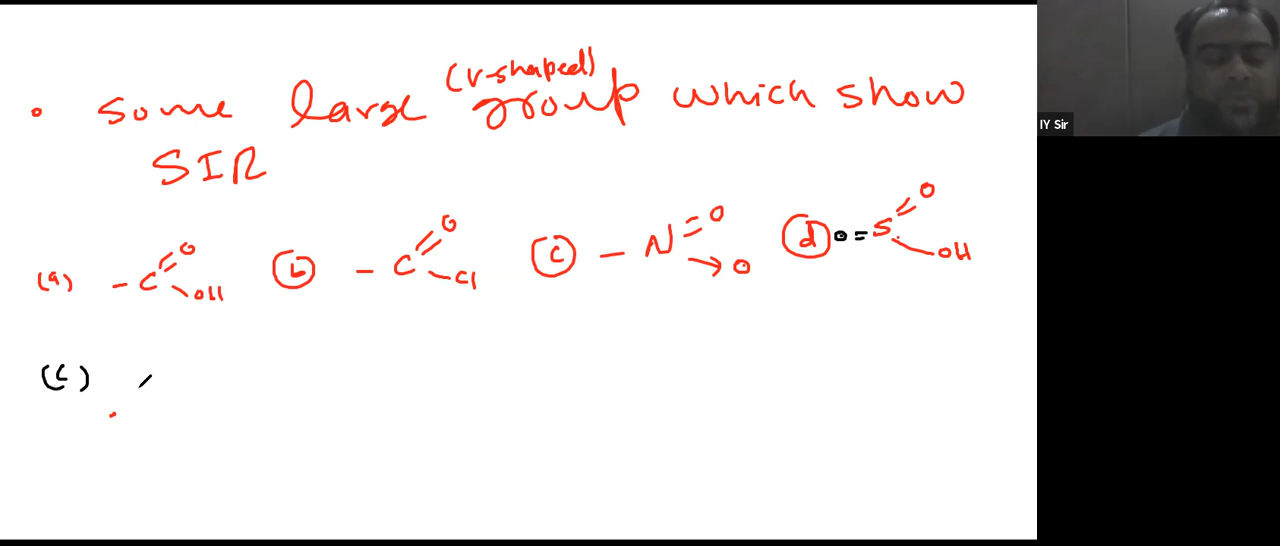 (V-shaped)
• Some large group which show
SIR
(a) - C = O - OH (b) - C = O - Cl (c) - N = O → O (d) O = S = O - OH
(C)
IY Sir